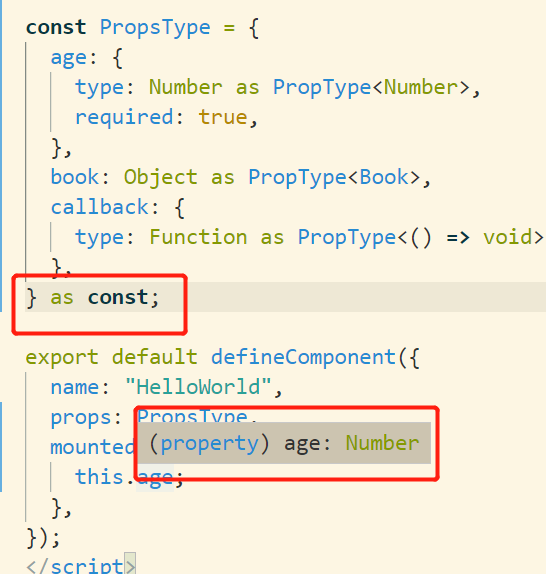 const PropsType = {
age: {
type: Number as PropType<Number>,
required: true,
},
book: Object as PropType<Book>,
callback: {
type: Function as PropType<() => void>
},
} as const;
export default defineComponent({
name: "HelloWorld",
props: PropsType,
mounted
(property) age: Number
this.age;
},
});
</script>